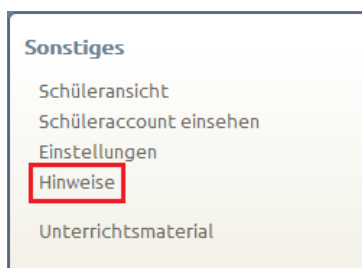 Sonstiges
Schüleransicht
Schüleraccount einsehen
Einstellungen
Hinweise
Unterrichtsmaterial